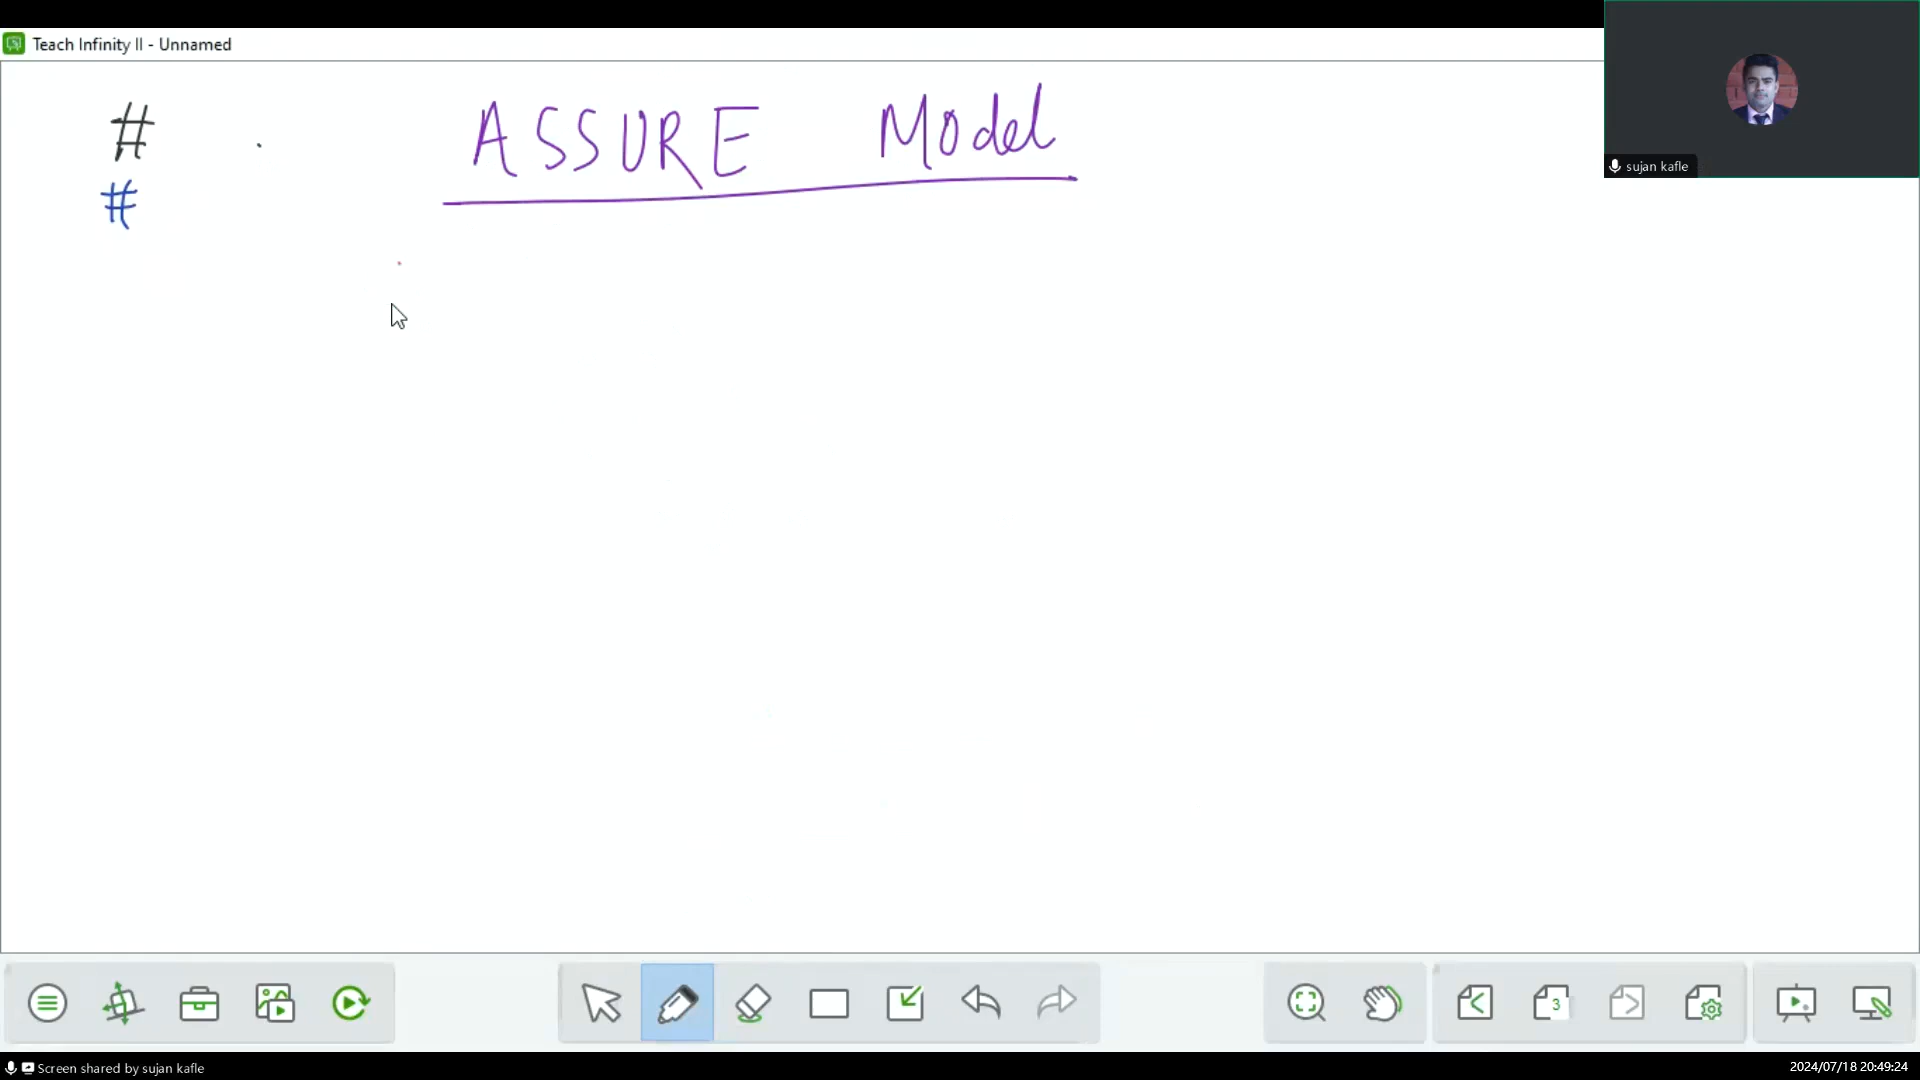 Teach Infinity II - Unnamed
# ASSURE Model
#
sujan kafle
3
Screen shared by sujan kafle
2024/07/18 20:49:24